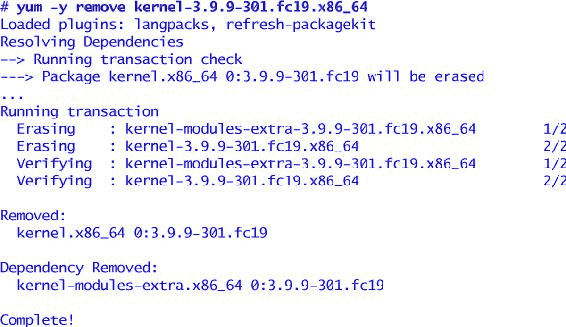 # yum -y remove kernel-3.9.9-301.fc19.x86_64
Loaded plugins: langpacks, refresh-packagekit
Resolving Dependencies
--> Running transaction check
---> Package kernel.x86_64 0:3.9.9-301.fc19 will be erased
...
Running transaction
  Erasing    : kernel-modules-extra-3.9.9-301.fc19.x86_64        1/2
  Erasing    : kernel-3.9.9-301.fc19.x86_64                      2/2
  Verifying  : kernel-modules-extra-3.9.9-301.fc19.x86_64        1/2
  Verifying  : kernel-3.9.9-301.fc19.x86_64                      2/2
Removed:
  kernel.x86_64 0:3.9.9-301.fc19
Dependency Removed:
  kernel-modules-extra.x86_64 0:3.9.9-301.fc19
Complete!